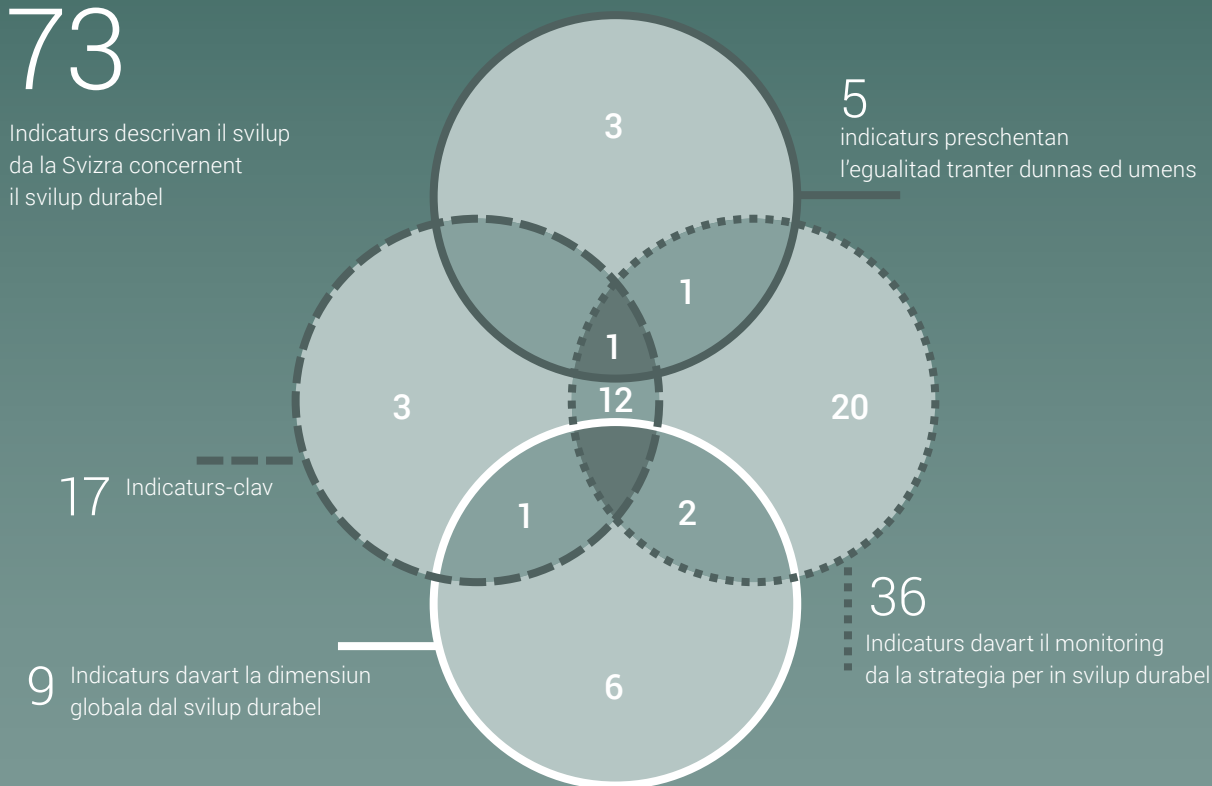 73
Indicaturs descrivan il svilup
da la Svizra concernent
il svilup durabel
5
indicaturs preschentan
l'egualitad tranter dunnas ed umens
3
1
1
12
3
20
17 Indicaturs-clav
1
2
36
Indicaturs davart il monitoring
da la strategia per in svilup durabel
9 Indicaturs davart la dimensiun
globala dal svilup durabel
6